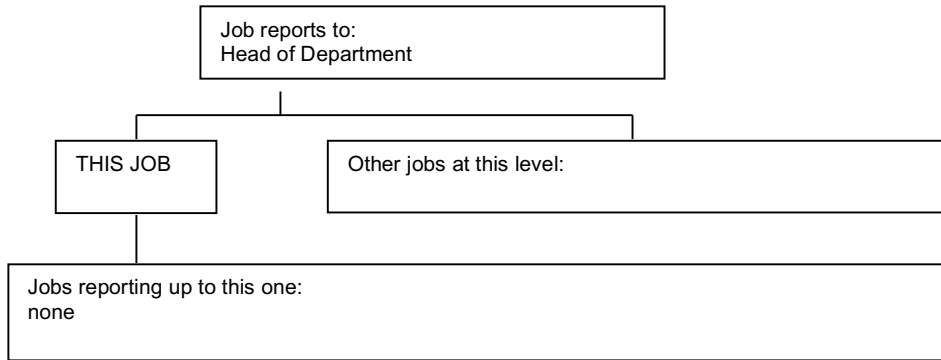 Job reports to:
Head of Department
THIS JOB
Other jobs at this level:
Jobs reporting up to this one:
none